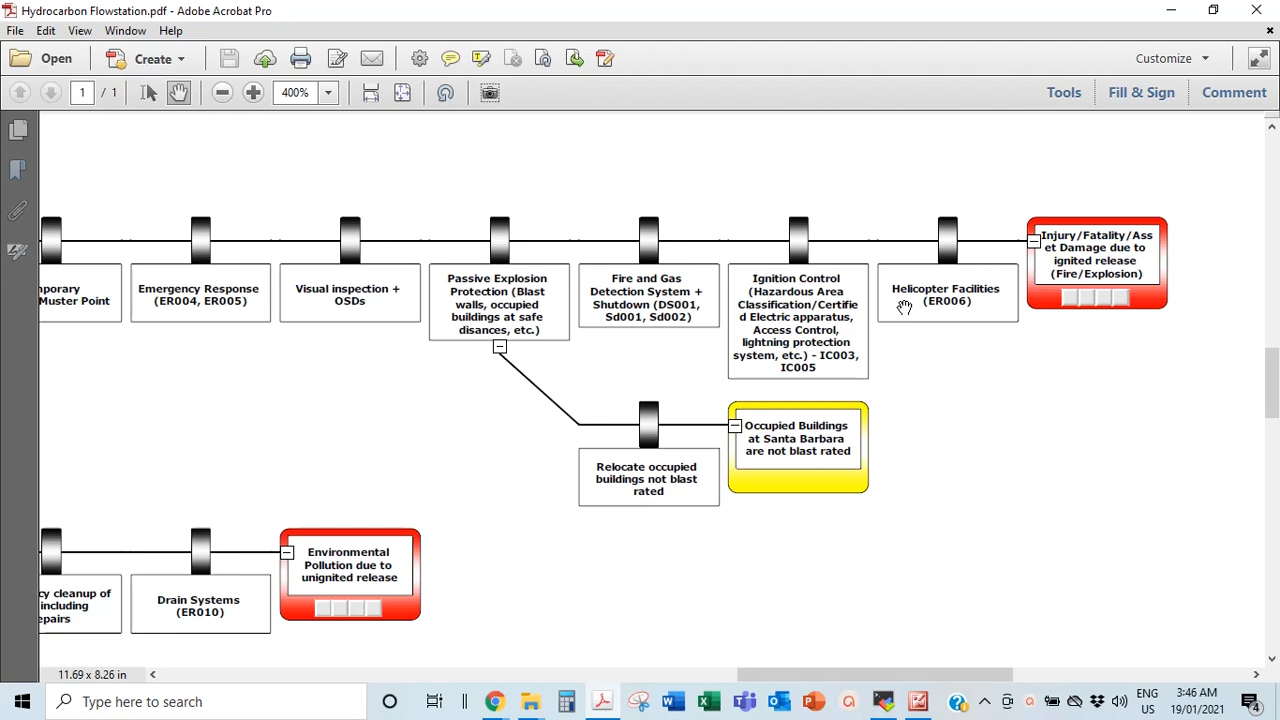 Hydrocarbon Flowstation.pdf - Adobe Acrobat Pro
File Edit View Window Help
Open Create Customize
1 / 1 400% Tools Fill & Sign Comment
mporary
Muster Point
Emergency Response
(ER004, ER005)
Visual inspection +
OSDs
Passive Explosion
Protection (Blast
walls, occupied
buildings at safe
disances, etc.)
Fire and Gas
Detection System +
Shutdown (DS001,
Sd001, Sd002)
Ignition Control
(Hazardous Area
Classification/Certifie
d Electric apparatus,
Access Control,
lightning protection
system, etc.) - IC003,
IC005
Helicopter Facilities
(ER006)
Injury/Fatality/Ass
et Damage due to
ignited release
(Fire/Explosion)
Relocate occupied
buildings not blast
rated
Occupied Buildings
at Santa Barbara
are not blast rated
cy cleanup of
including
epairs
Drain Systems
(ER010)
Environmental
Pollution due to
unignited release
11.69 x 8.26 in
Type here to search
ENG
US
3:46 AM
19/01/2021
4